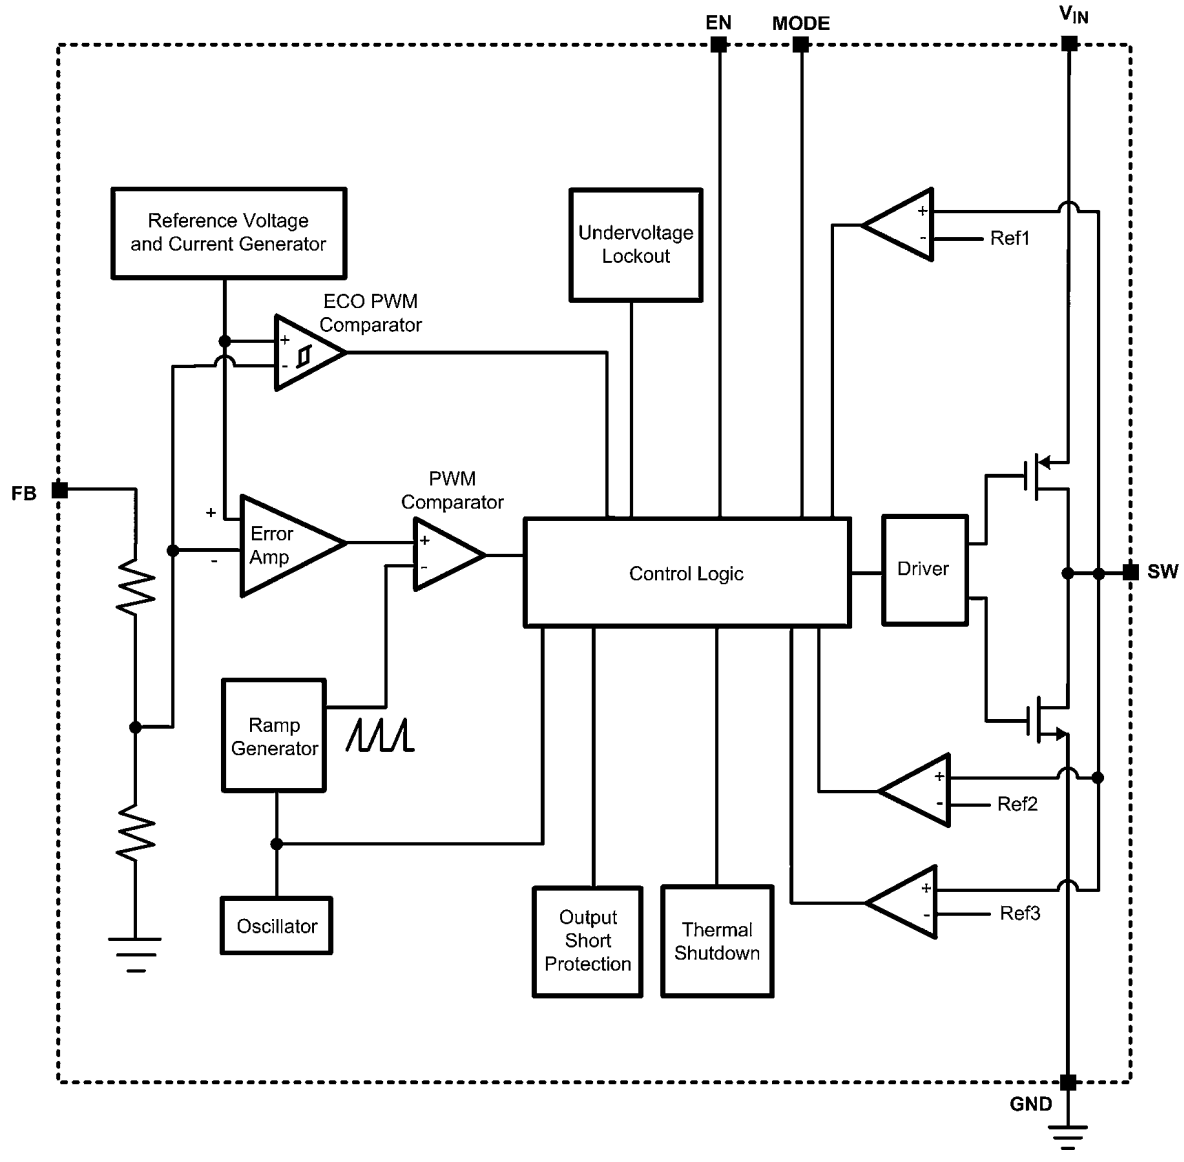 EN
MODE
VIN
Reference Voltage
and Current Generator
Undervoltage
Lockout
+
-
Ref1
ECO PWM
Comparator
+
-
FB
PWM
Comparator
+
-
Error
Amp
+
-
Control Logic
Driver
SW
Ramp
Generator
+
-
Ref2
+
-
Ref3
Oscillator
Output
Short
Protection
Thermal
Shutdown
GND